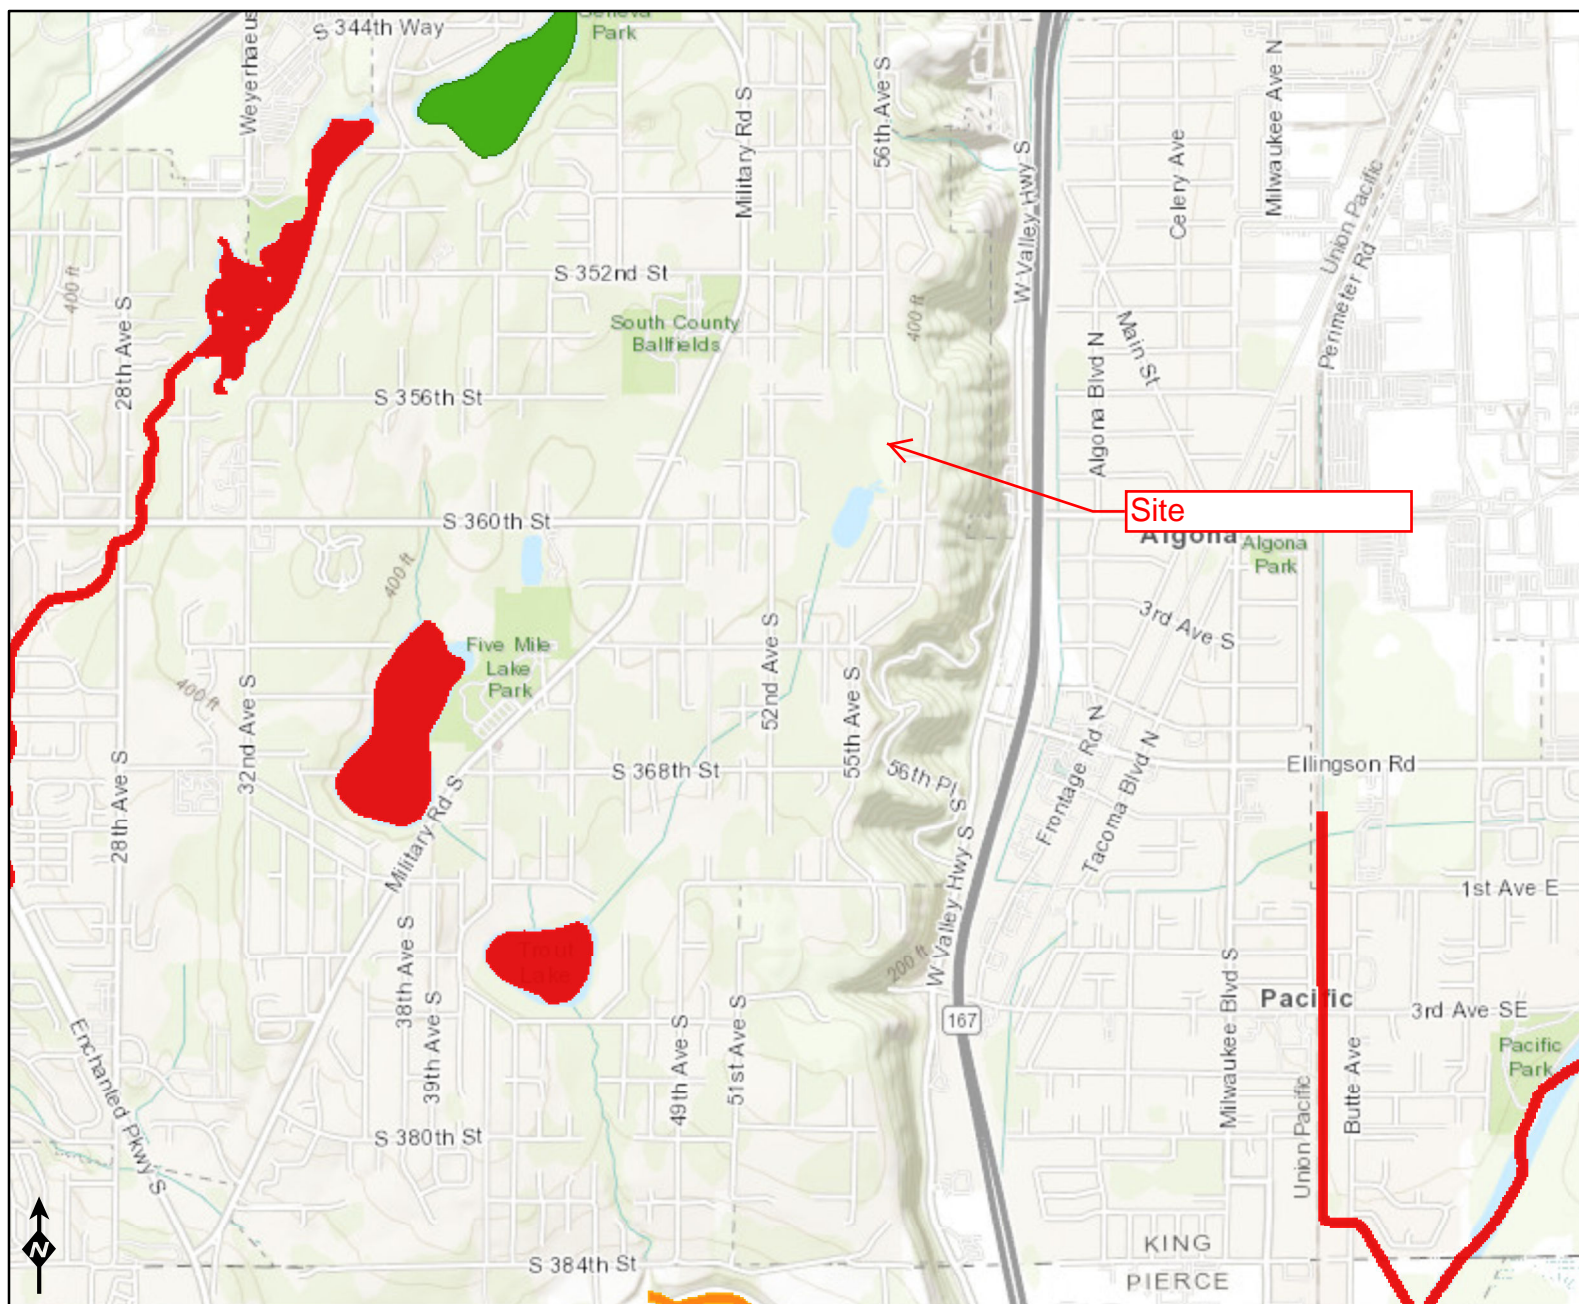 Geneva
Park
S 344th Way
Weyerhaeus
Military Rd S
56th Ave S
W Valley Hwy S
Celery Ave
Milwaukee Ave N
Union Pacific
Perimeter Rd
400 ft
28th Ave S
S 352nd St
South County
Ballfields
400 ft
Main St
Algona Blvd N
S 356th St
Site
S 360th St
Algona
Algona
Park
400 ft
3rd Ave S
Five Mile
Lake
Park
52nd Ave S
55th Ave S
400 ft
32nd Ave S
28th Ave S
S 368th St
56th Pl S
Frontage Rd N
Tacoma Blvd N
Ellingson Rd
Military Rd S
W Valley Hwy S
1st Ave E
Trout
Lake
38th Ave S
39th Ave S
200 ft
49th Ave S
51st Ave S
167
Milwaukee Blvd S
Pacific
3rd Ave SE
Pacific
Park
Butte Ave
Union Pacific
Enchanted Pkwy S
S 380th St
N
S 384th St
KING
PIERCE